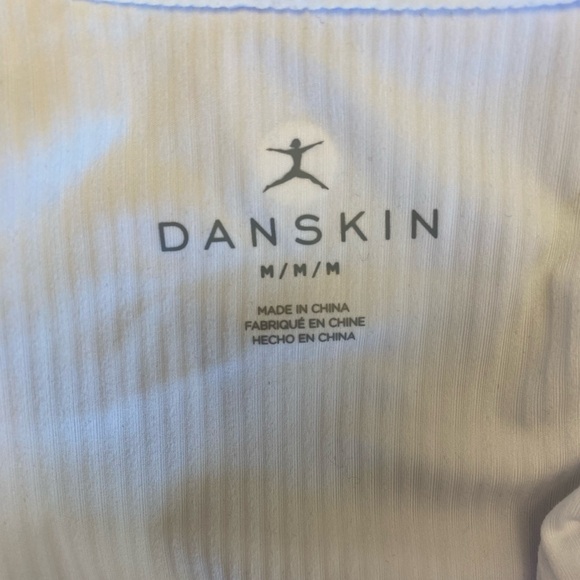 DANSKIN
M/M/M
MADE IN CHINA
FABRIQUÉ EN CHINE
HECHO EN CHINA